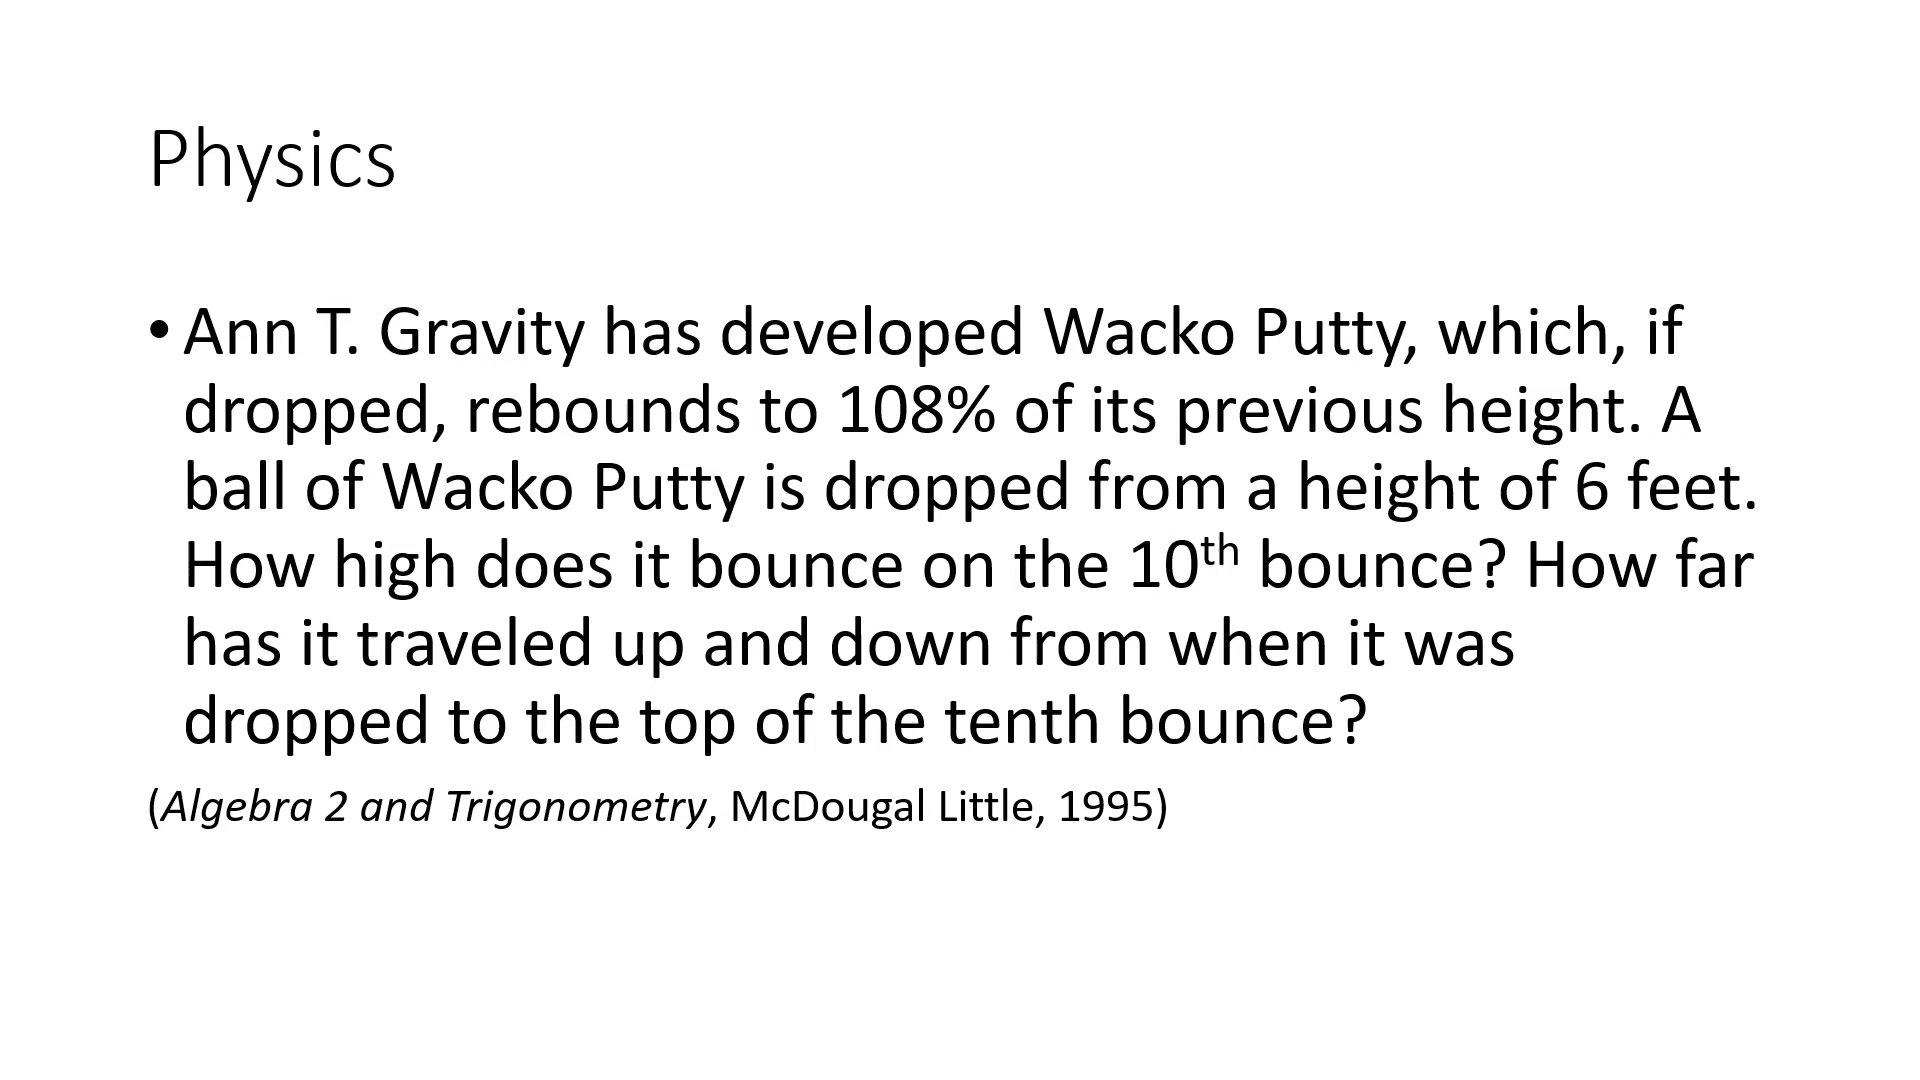 Physics
• Ann T. Gravity has developed Wacko Putty, which, if
dropped, rebounds to 108% of its previous height. A
ball of Wacko Putty is dropped from a height of 6 feet.
How high does it bounce on the 10th bounce? How far
has it traveled up and down from when it was
dropped to the top of the tenth bounce?
(Algebra 2 and Trigonometry, McDougal Little, 1995)